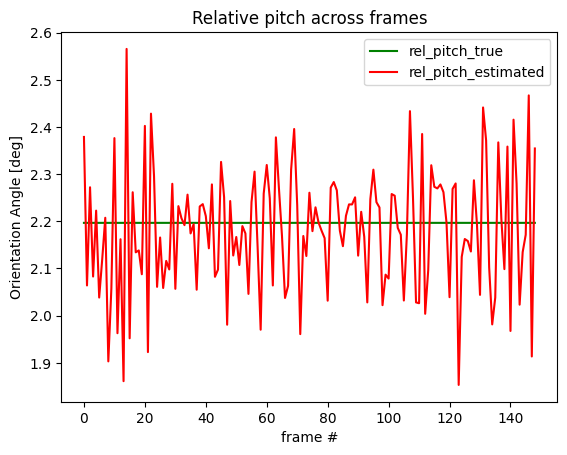 Relative pitch across frames
rel_pitch_true
rel_pitch_estimated
Orientation Angle [deg]
2.6
2.5
2.4
2.3
2.2
2.1
2.0
1.9
0 20 40 60 80 100 120 140
frame #